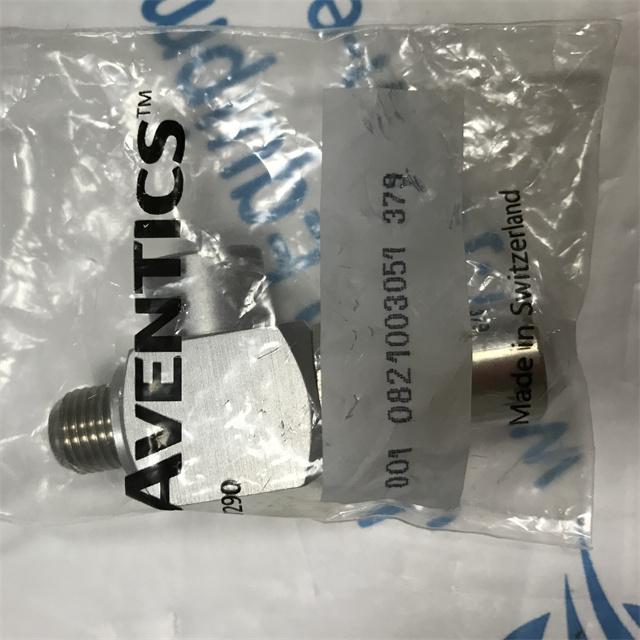 AVENTICS™
290
001 0821003051 379
Made in Switzerland